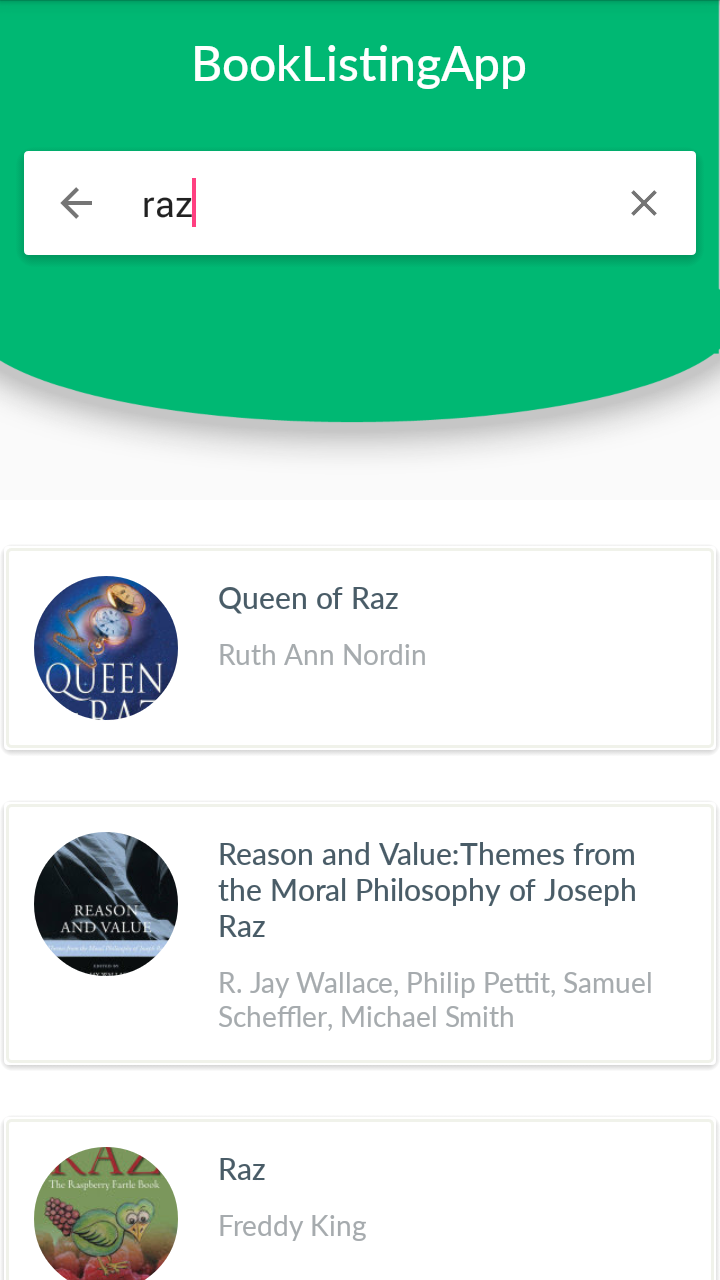 BookListingApp
raz
Queen of Raz
Ruth Ann Nordin
QUEEN
Reason and Value:Themes from
the Moral Philosophy of Joseph
Raz
R. Jay Wallace, Philip Pettit, Samuel
Scheffler, Michael Smith
REASON
AND VALUE
Raz
Freddy King
RAZ
The Raspberry Fartle Book